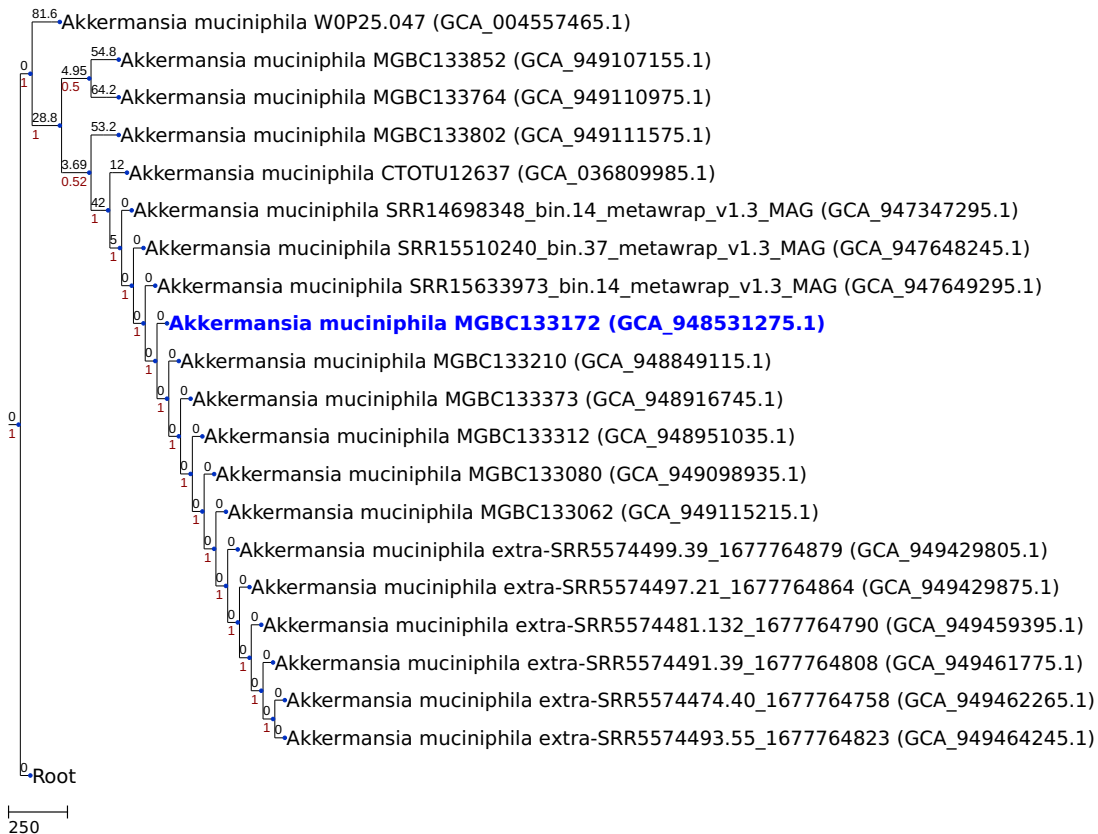 81.6 Akkermansia muciniphila W0P25.047 (GCA_004557465.1)
54.8 Akkermansia muciniphila MGBC133852 (GCA_949107155.1)
0 1
4.95 0.5
64.2 Akkermansia muciniphila MGBC133764 (GCA_949110975.1)
28.8 1
53.2 Akkermansia muciniphila MGBC133802 (GCA_949111575.1)
3.69 0.52
12 Akkermansia muciniphila CTOTU12637 (GCA_036809985.1)
42 1
0 Akkermansia muciniphila SRR14698348_bin.14_metawrap_v1.3_MAG (GCA_947347295.1)
5 1
0 Akkermansia muciniphila SRR15510240_bin.37_metawrap_v1.3_MAG (GCA_947648245.1)
0 1
0 Akkermansia muciniphila SRR15633973_bin.14_metawrap_v1.3_MAG (GCA_947649295.1)
0 1
0 Akkermansia muciniphila MGBC133172 (GCA_948531275.1)
0 1
0 Akkermansia muciniphila MGBC133210 (GCA_948849115.1)
0 1
0 Akkermansia muciniphila MGBC133373 (GCA_948916745.1)
0 1
0 Akkermansia muciniphila MGBC133312 (GCA_948951035.1)
0 1
0 Akkermansia muciniphila MGBC133080 (GCA_949098935.1)
0 1
0 Akkermansia muciniphila MGBC133062 (GCA_949115215.1)
0 1
0 Akkermansia muciniphila extra-SRR5574499.39_1677764879 (GCA_949429805.1)
0 1
0 Akkermansia muciniphila extra-SRR5574497.21_1677764864 (GCA_949429875.1)
0 1
0 Akkermansia muciniphila extra-SRR5574481.132_1677764790 (GCA_949459395.1)
0 1
0 Akkermansia muciniphila extra-SRR5574491.39_1677764808 (GCA_949461775.1)
0 1
0 Akkermansia muciniphila extra-SRR5574474.40_1677764758 (GCA_949462265.1)
0 1
0 Akkermansia muciniphila extra-SRR5574493.55_1677764823 (GCA_949464245.1)
0 1
0 Root
250